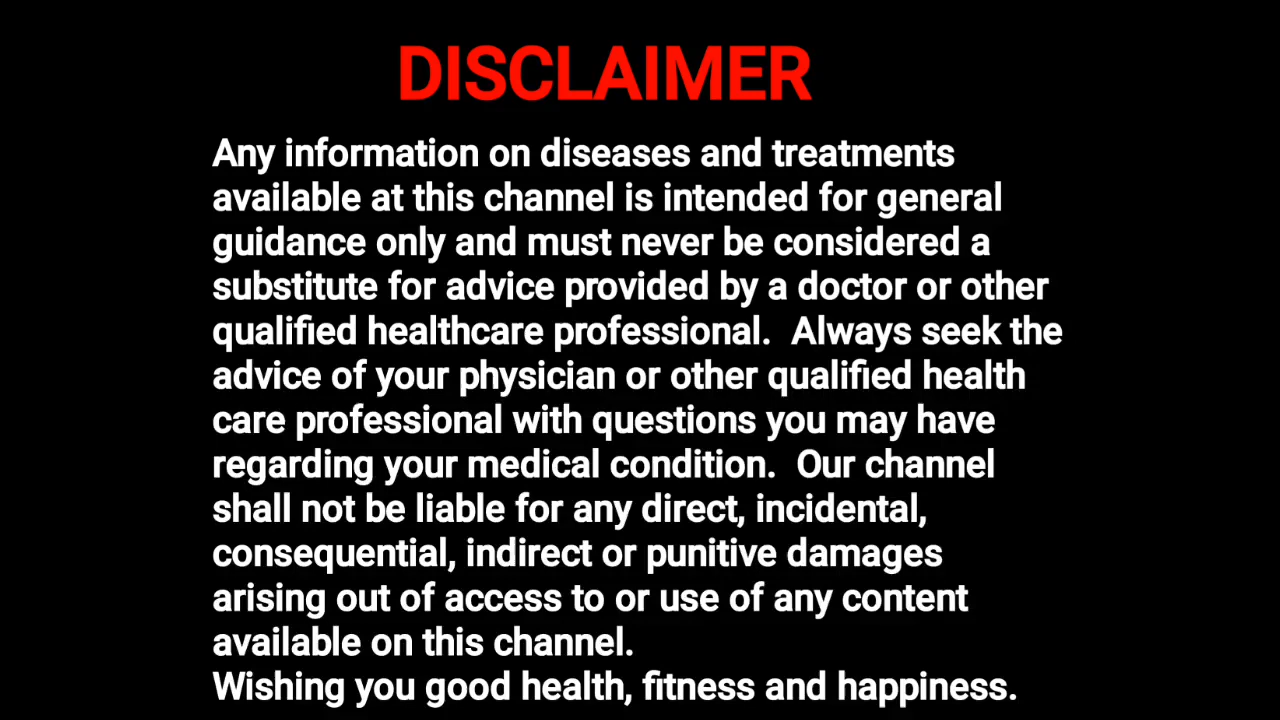 DISCLAIMER
Any information on diseases and treatments
available at this channel is intended for general
guidance only and must never be considered a
substitute for advice provided by a doctor or other
qualified healthcare professional.  Always seek the
advice of your physician or other qualified health
care professional with questions you may have
regarding your medical condition.  Our channel
shall not be liable for any direct, incidental,
consequential, indirect or punitive damages
arising out of access to or use of any content
available on this channel.
Wishing you good health, fitness and happiness.